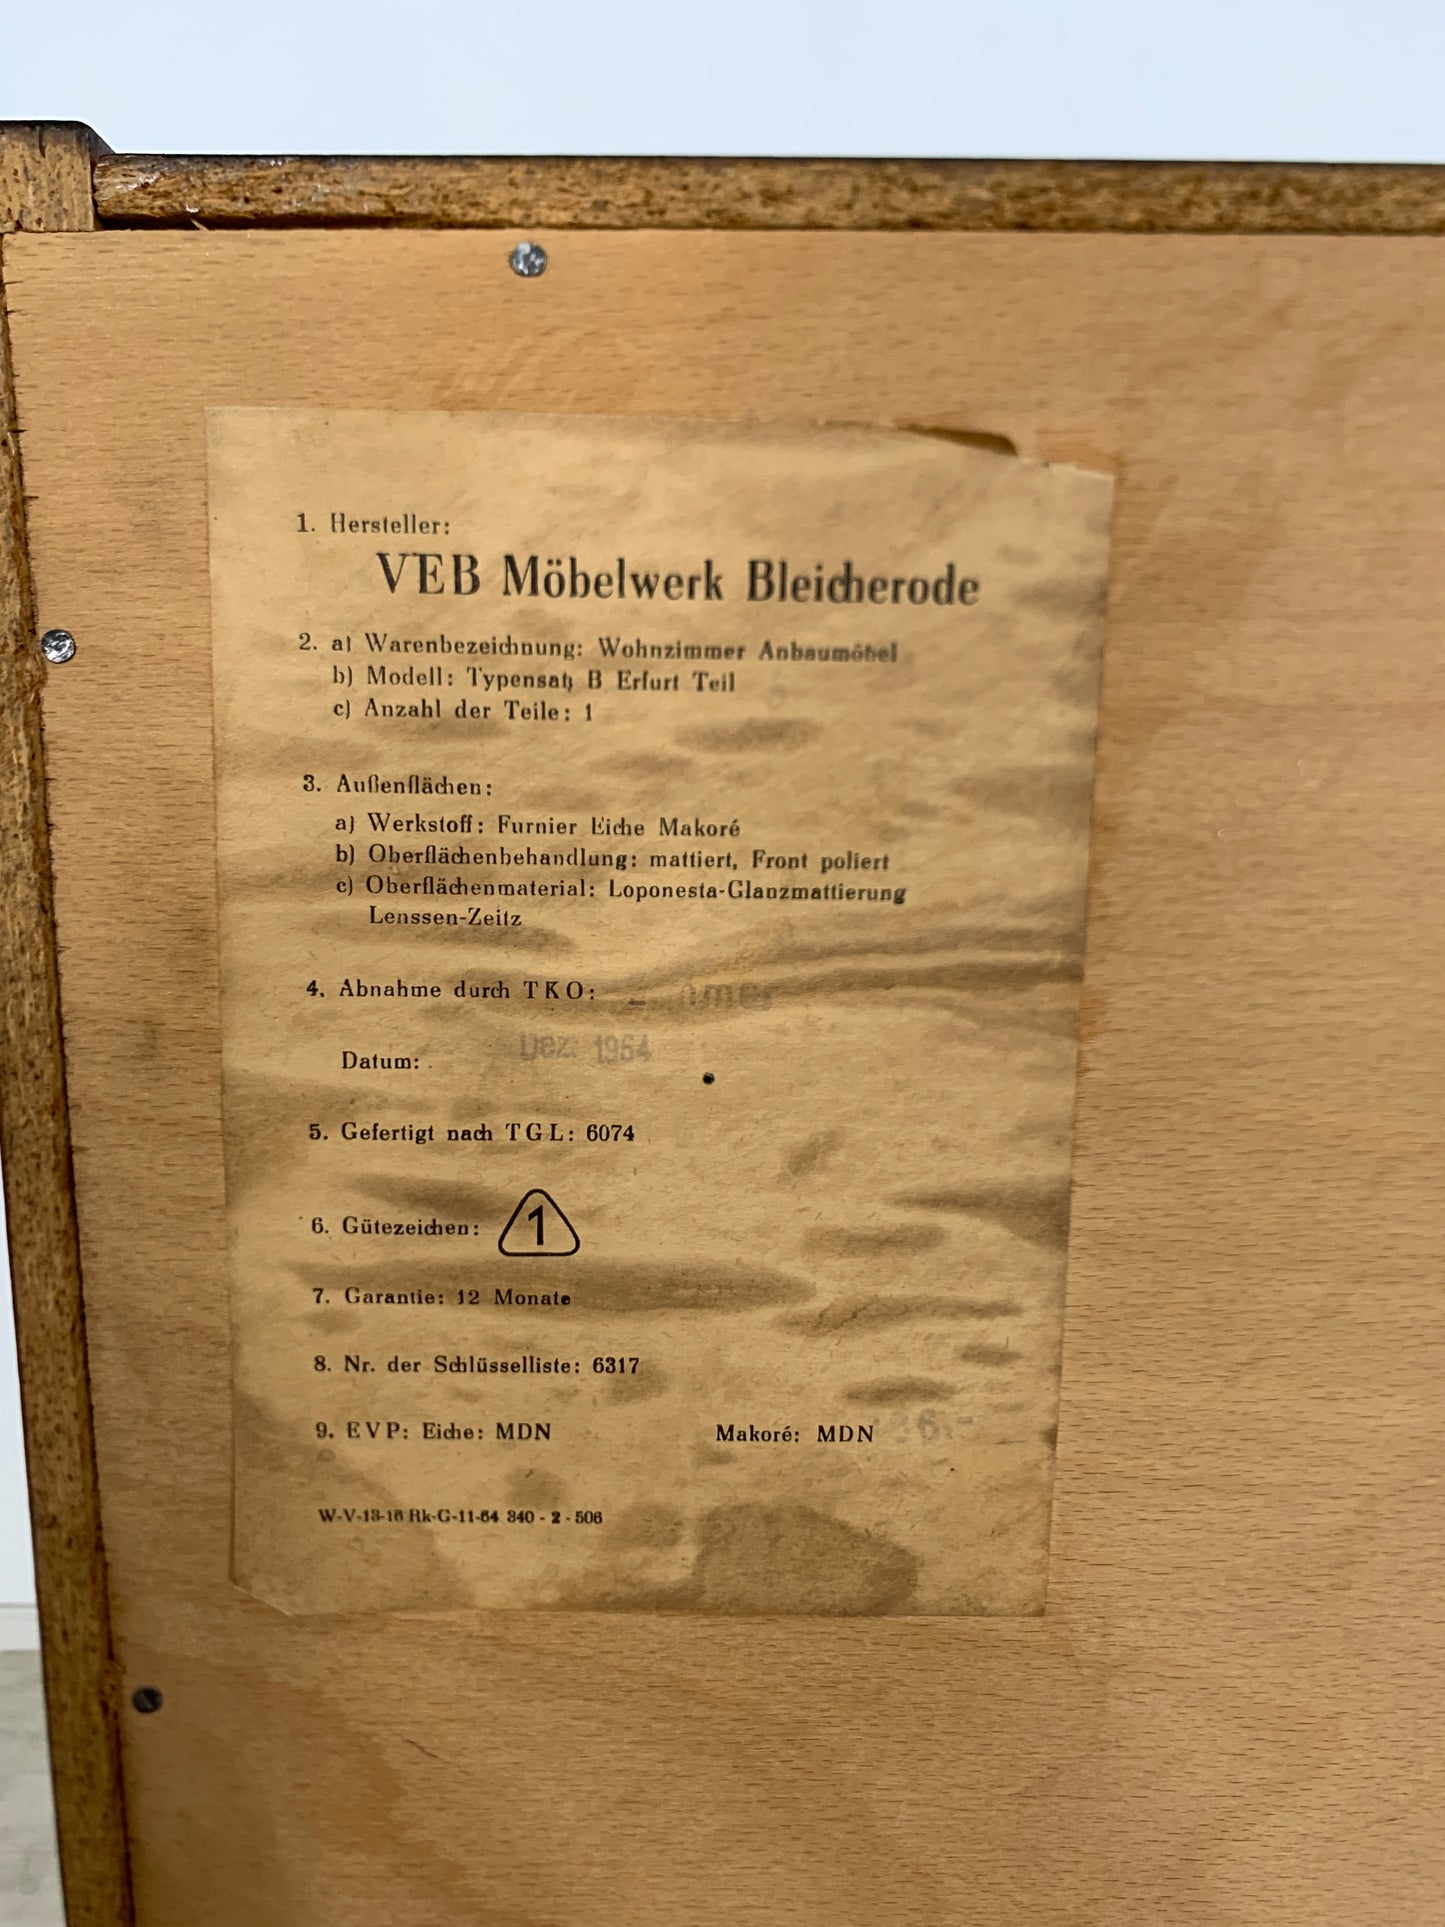 1. Hersteller:
VEB Möbelwerk Bleicherode
2. a) Warenbezeichnung: Wohnzimmer Anbaumöbel
b) Modell: Typensatz B Erfurt Teil
c) Anzahl der Teile: 1
3. Außenflächen:
a) Werkstoff: Furnier Eiche Makoré
b) Oberflächenbehandlung: mattiert, Front poliert
c) Oberflächenmaterial: Loponesta-Glanzmattierung
Lenssen-Zeitz
4. Abnahme durch TKO:
Dez. 1964
Datum:
5. Gefertigt nach TGL: 6074
6. Gütezeichen: 1
7. Garantie: 12 Monate
8. Nr. der Schlüsselliste: 6317
9. EVP: Eiche: MDN Makoré: MDN
W-V-13-16 Rk-G-11-64 340 - 2 - 506